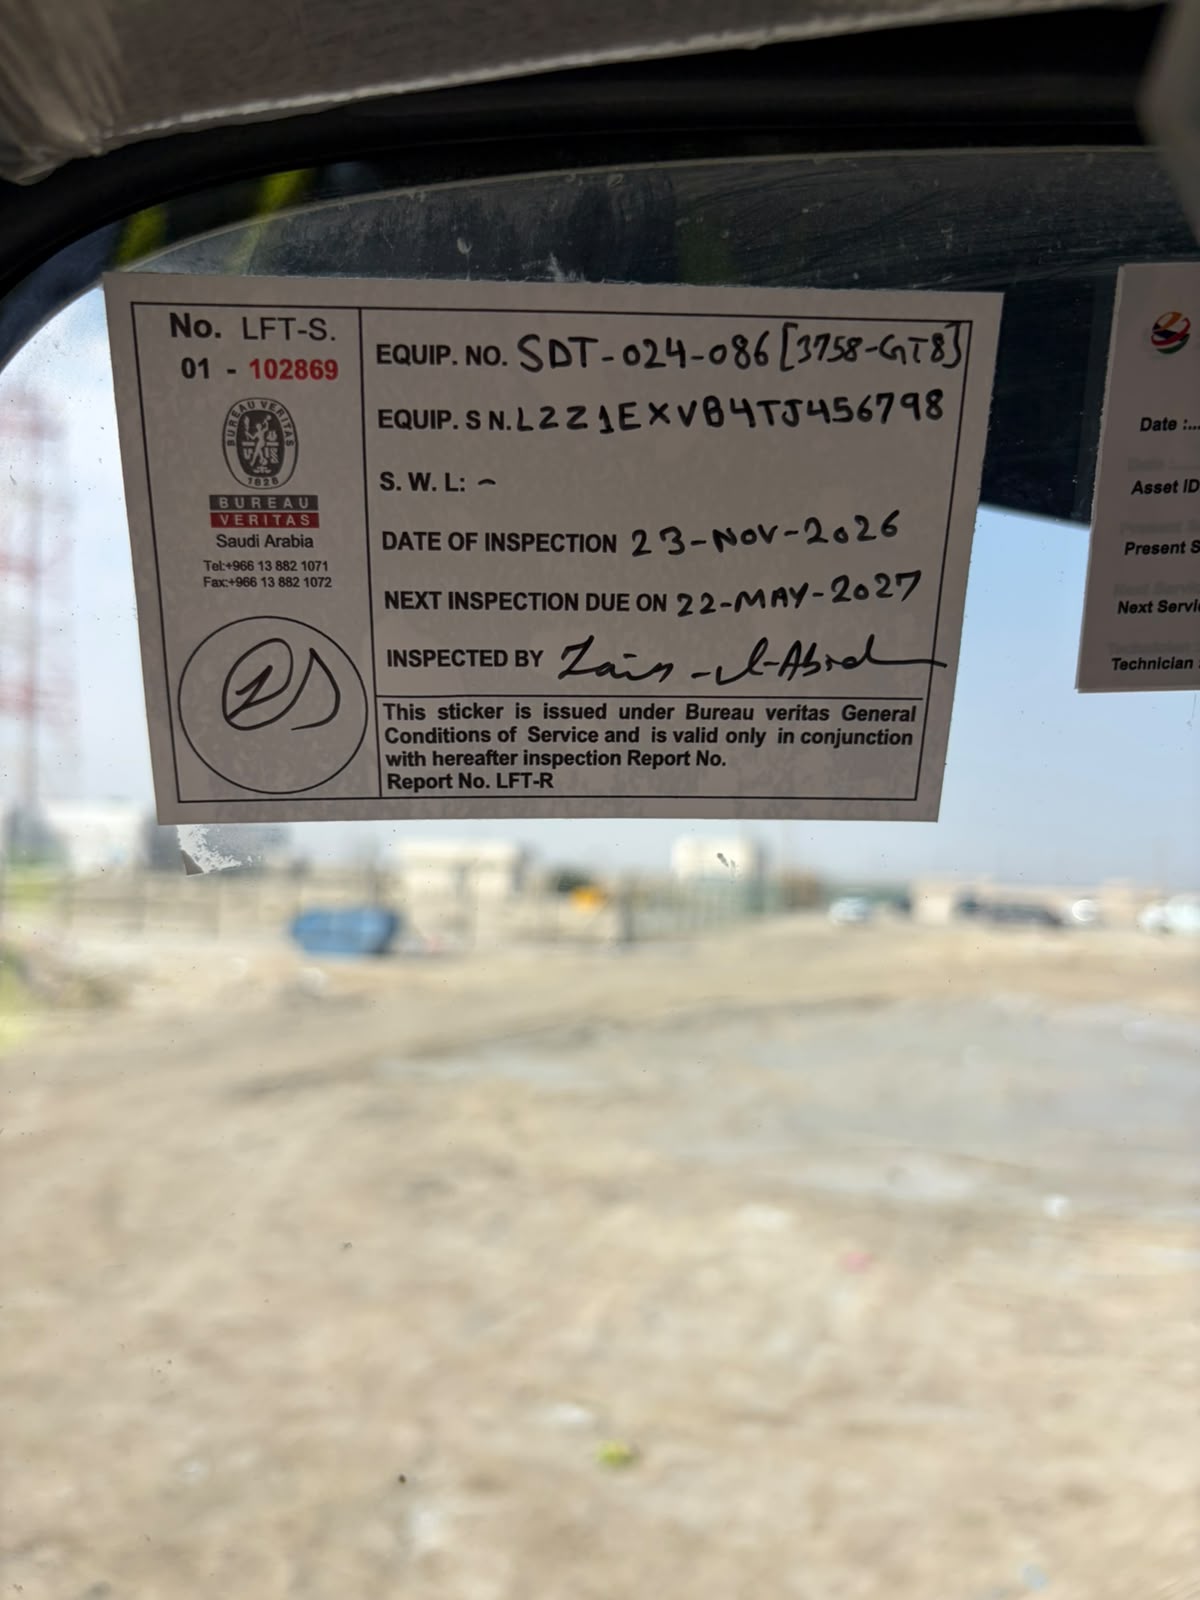 No. LFT-S.
01 - 102869
BUREAU VERITAS
1828
BUREAU
VERITAS
Saudi Arabia
Tel:+966 13 882 1071
Fax:+966 13 882 1072
EQUIP. NO. SDT-024-086 [3758-GT8]
EQUIP. S N. LZZ1EXVB4TJ456798
S. W. L: -
DATE OF INSPECTION 23-NOV-2026
NEXT INSPECTION DUE ON 22-MAY-2027
INSPECTED BY
This sticker is issued under Bureau veritas General
Conditions of Service and is valid only in conjunction
with hereafter inspection Report No.
Report No. LFT-R
Date :...
Asset ID
Present S
Next Servi
Technician :